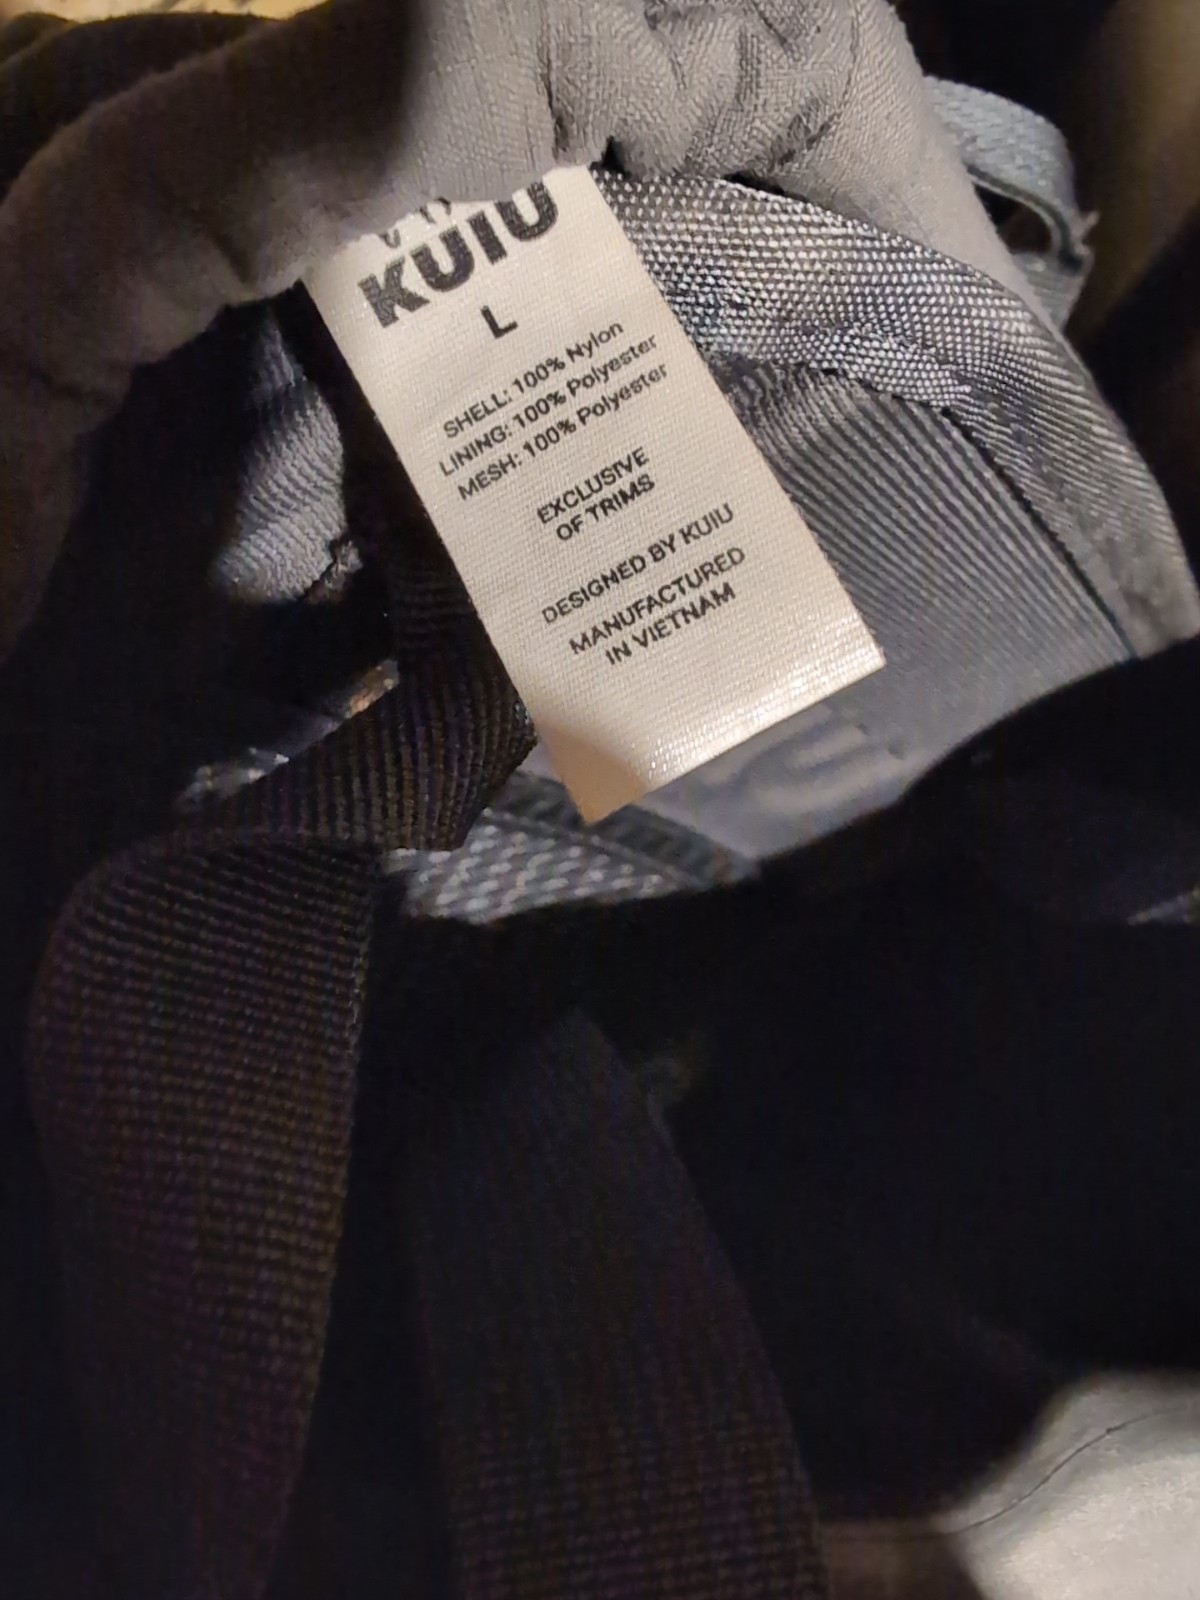 KUIU
L
SHELL: 100% Nylon
LINING: 100% Polyester
MESH: 100% Polyester
EXCLUSIVE
OF TRIMS
DESIGNED BY KUIU
MANUFACTURED
IN VIETNAM